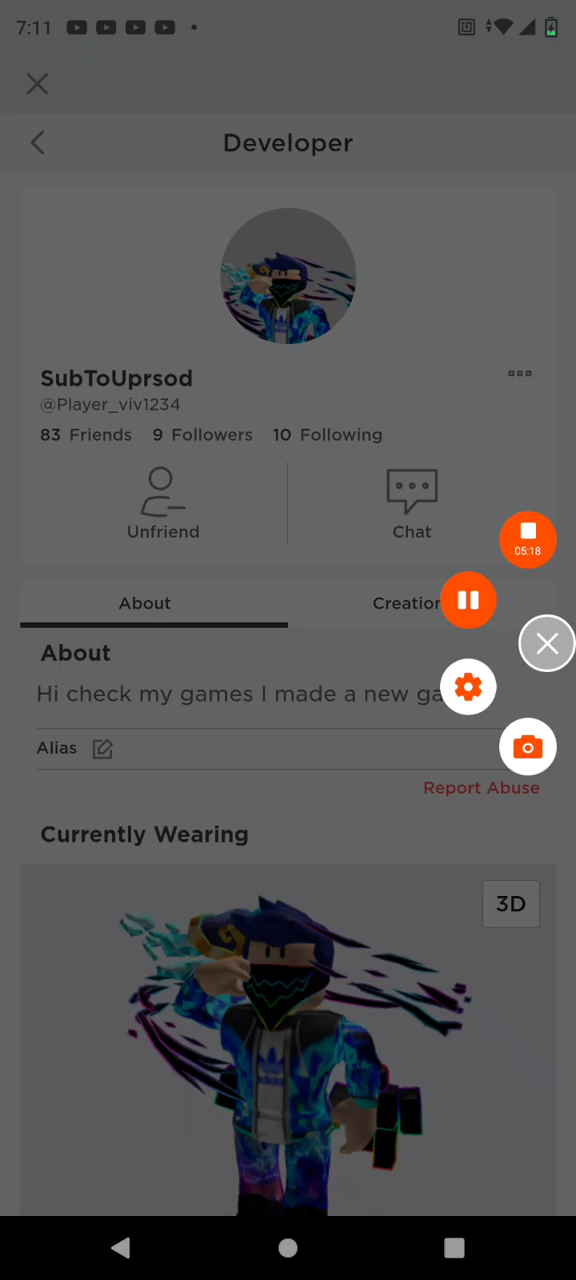 7:11
Developer
SubToUprsod
@Player_viv1234
83 Friends 9 Followers 10 Following
Unfriend
Chat
05:18
About
Creation
About
Hi check my games I made a new ga
Alias
Report Abuse
Currently Wearing
3D
adidas